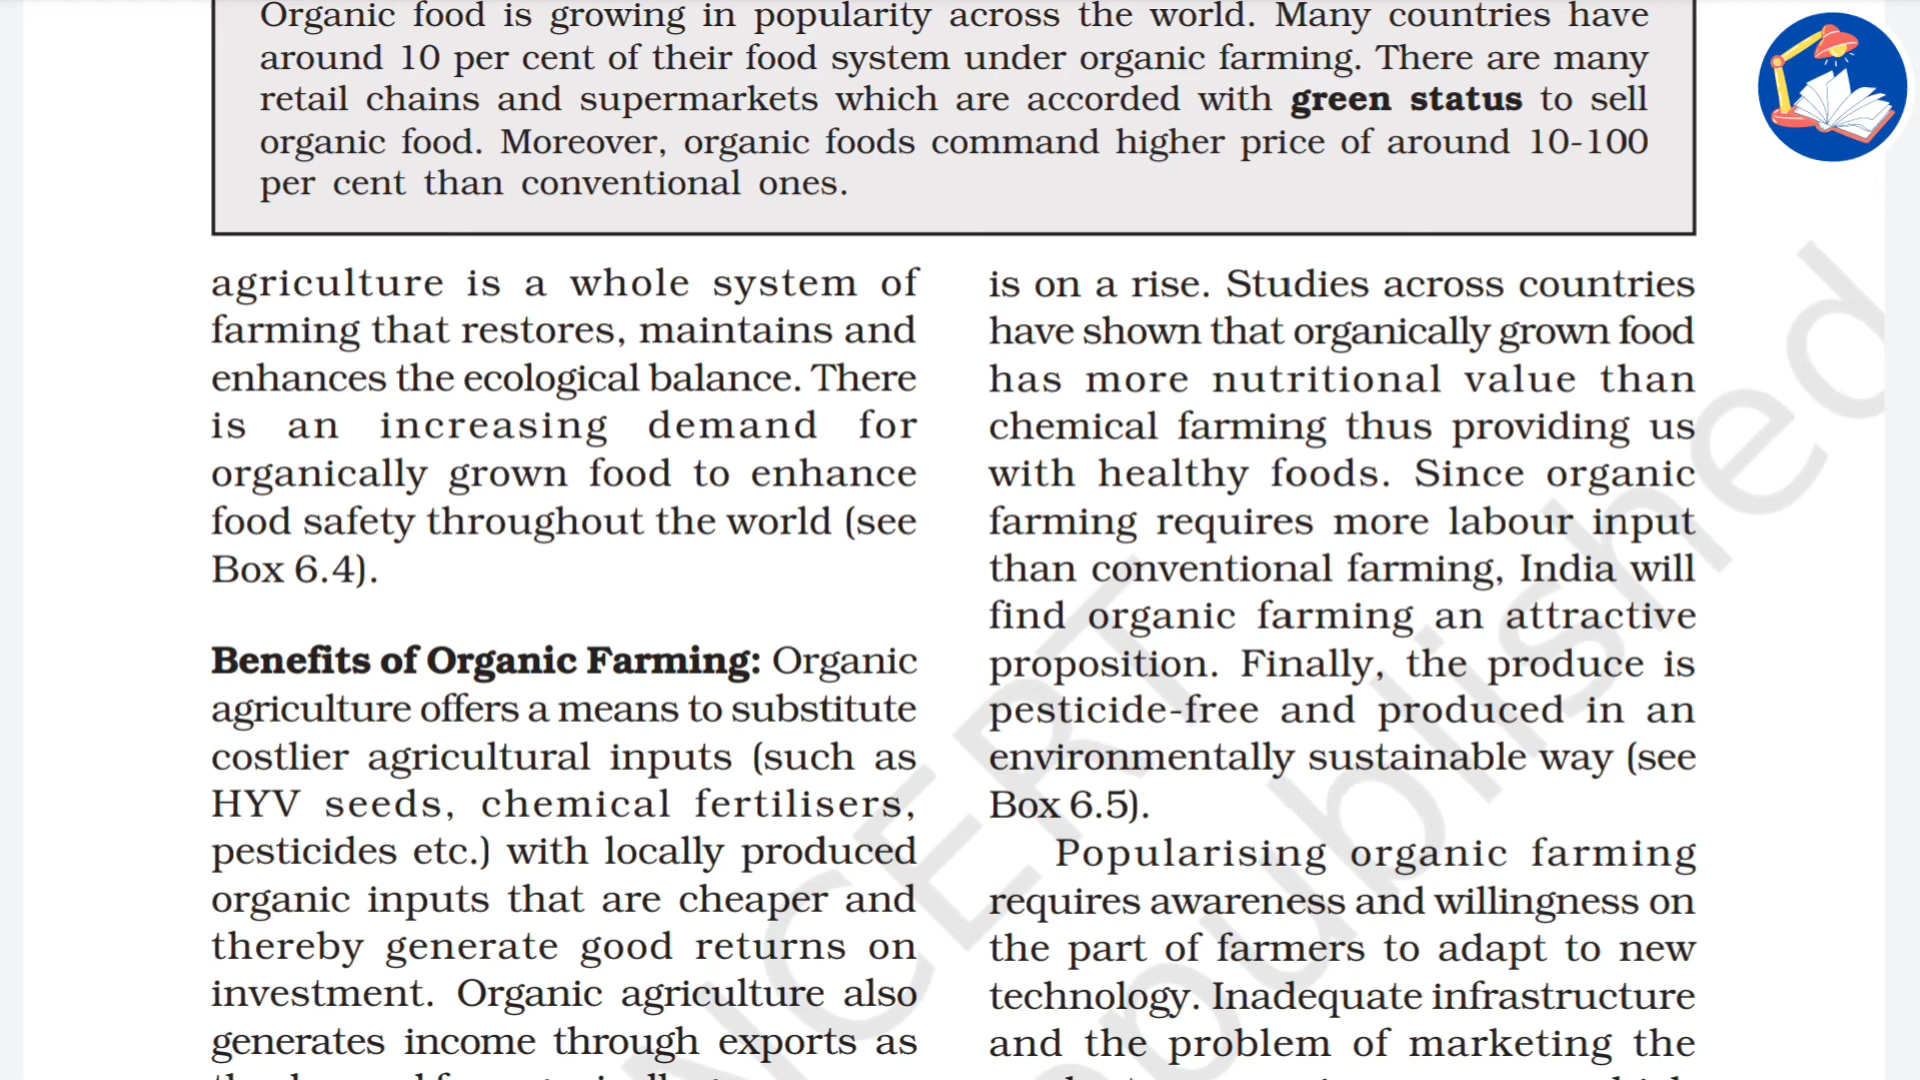 Organic food is growing in popularity across the world. Many countries have
around 10 per cent of their food system under organic farming. There are many
retail chains and supermarkets which are accorded with green status to sell
organic food. Moreover, organic foods command higher price of around 10-100
per cent than conventional ones.
agriculture is a whole system of
farming that restores, maintains and
enhances the ecological balance. There
is an increasing demand for
organically grown food to enhance
food safety throughout the world (see
Box 6.4).
Benefits of Organic Farming: Organic
agriculture offers a means to substitute
costlier agricultural inputs (such as
HYV seeds, chemical fertilisers,
pesticides etc.) with locally produced
organic inputs that are cheaper and
thereby generate good returns on
investment. Organic agriculture also
generates income through exports as
is on a rise. Studies across countries
have shown that organically grown food
has more nutritional value than
chemical farming thus providing us
with healthy foods. Since organic
farming requires more labour input
than conventional farming, India will
find organic farming an attractive
proposition. Finally, the produce is
pesticide-free and produced in an
environmentally sustainable way (see
Box 6.5).
Popularising organic farming
requires awareness and willingness on
the part of farmers to adapt to new
technology. Inadequate infrastructure
and the problem of marketing the
NCERT
published